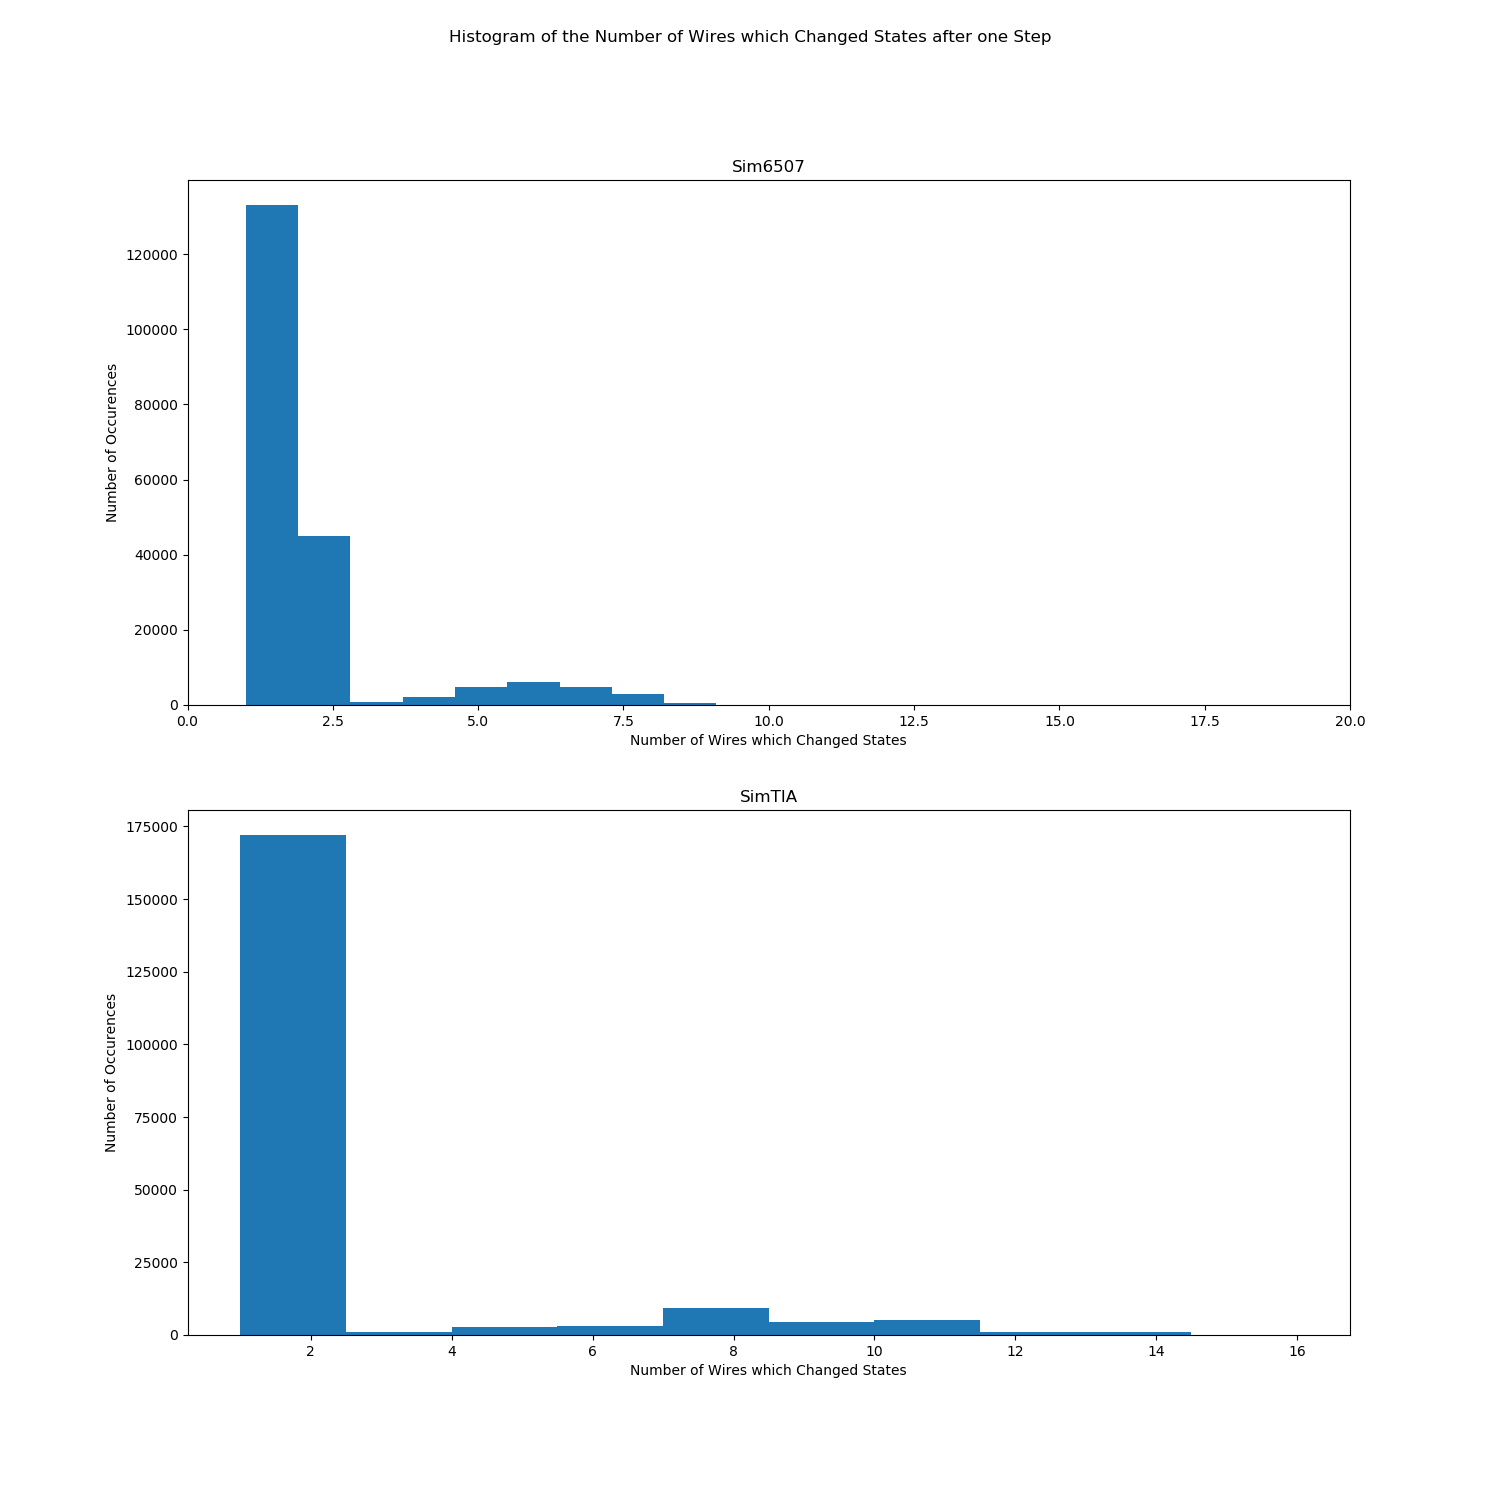 Histogram of the Number of Wires which Changed States after one Step
Sim6507
120000
100000
80000
60000
40000
20000
0
Number of Occurences
0.0 2.5 5.0 7.5 10.0 12.5 15.0 17.5 20.0
Number of Wires which Changed States
SimTIA
175000
150000
125000
100000
75000
50000
25000
0
Number of Occurences
2 4 6 8 10 12 14 16
Number of Wires which Changed States